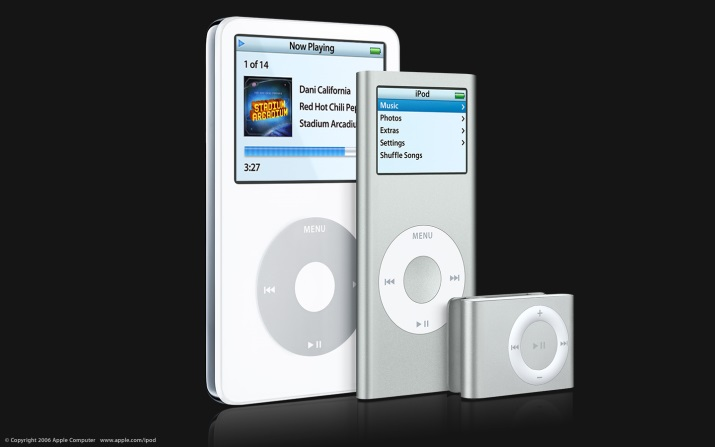 Now Playing
1 of 14
STADIUM
ARCADIUM
Dani California
Red Hot Chili Pep
Stadium Arcadiu
3:27
MENU
iPod
Music
Photos
Extras
Settings
Shuffle Songs
MENU
© Copyright 2006 Apple Computer www.apple.com/ipod